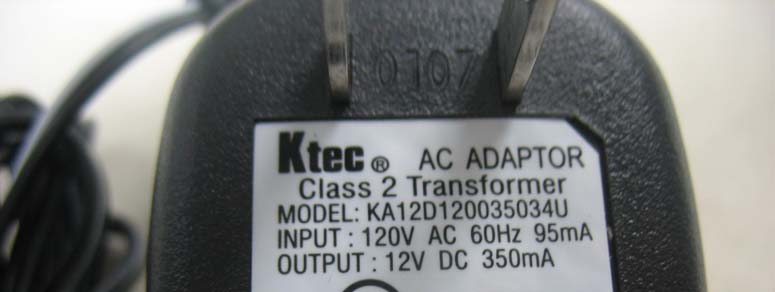 0107
Ktec ® AC ADAPTOR
Class 2 Transformer
MODEL: KA12D120035034U
INPUT : 120V AC 60Hz 95mA
OUTPUT : 12V DC 350mA